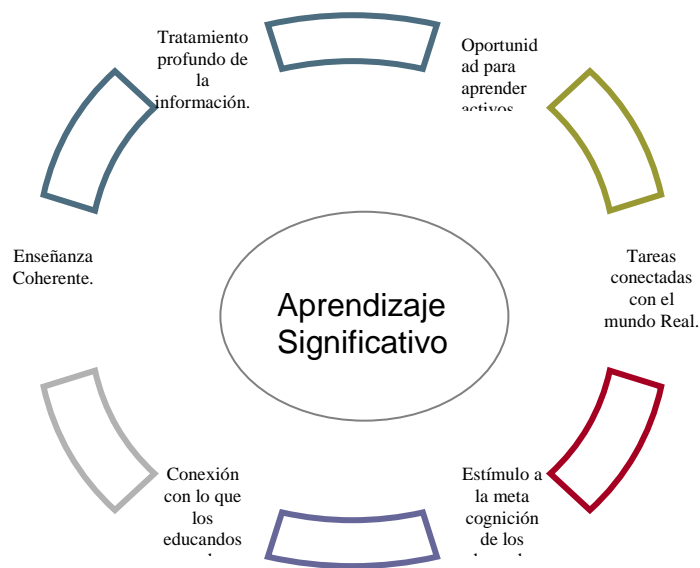 Tratamiento
profundo de
la
información.
Oportunid
ad para
aprender
activos
Enseñanza
Coherente.
Aprendizaje
Significativo
Tareas
conectadas
con el
mundo Real.
Conexión
con lo que
los
educandos
Estímulo a
la meta
cognición
de los